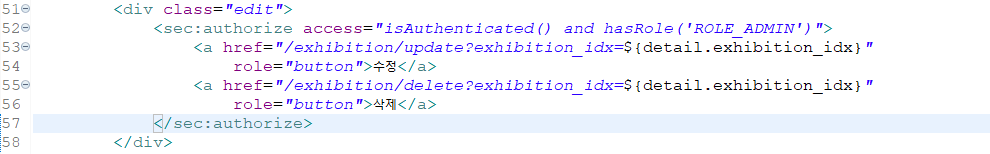 51 <div class="edit">
52 <sec:authorize access="isAuthenticated() and hasRole('ROLE_ADMIN')">
53 <a href="/exhibition/update?exhibition_idx=${detail.exhibition_idx}"
54 role="button">수정</a>
55 <a href="/exhibition/delete?exhibition_idx=${detail.exhibition_idx}"
56 role="button">삭제</a>
57 </sec:authorize>
58 </div>